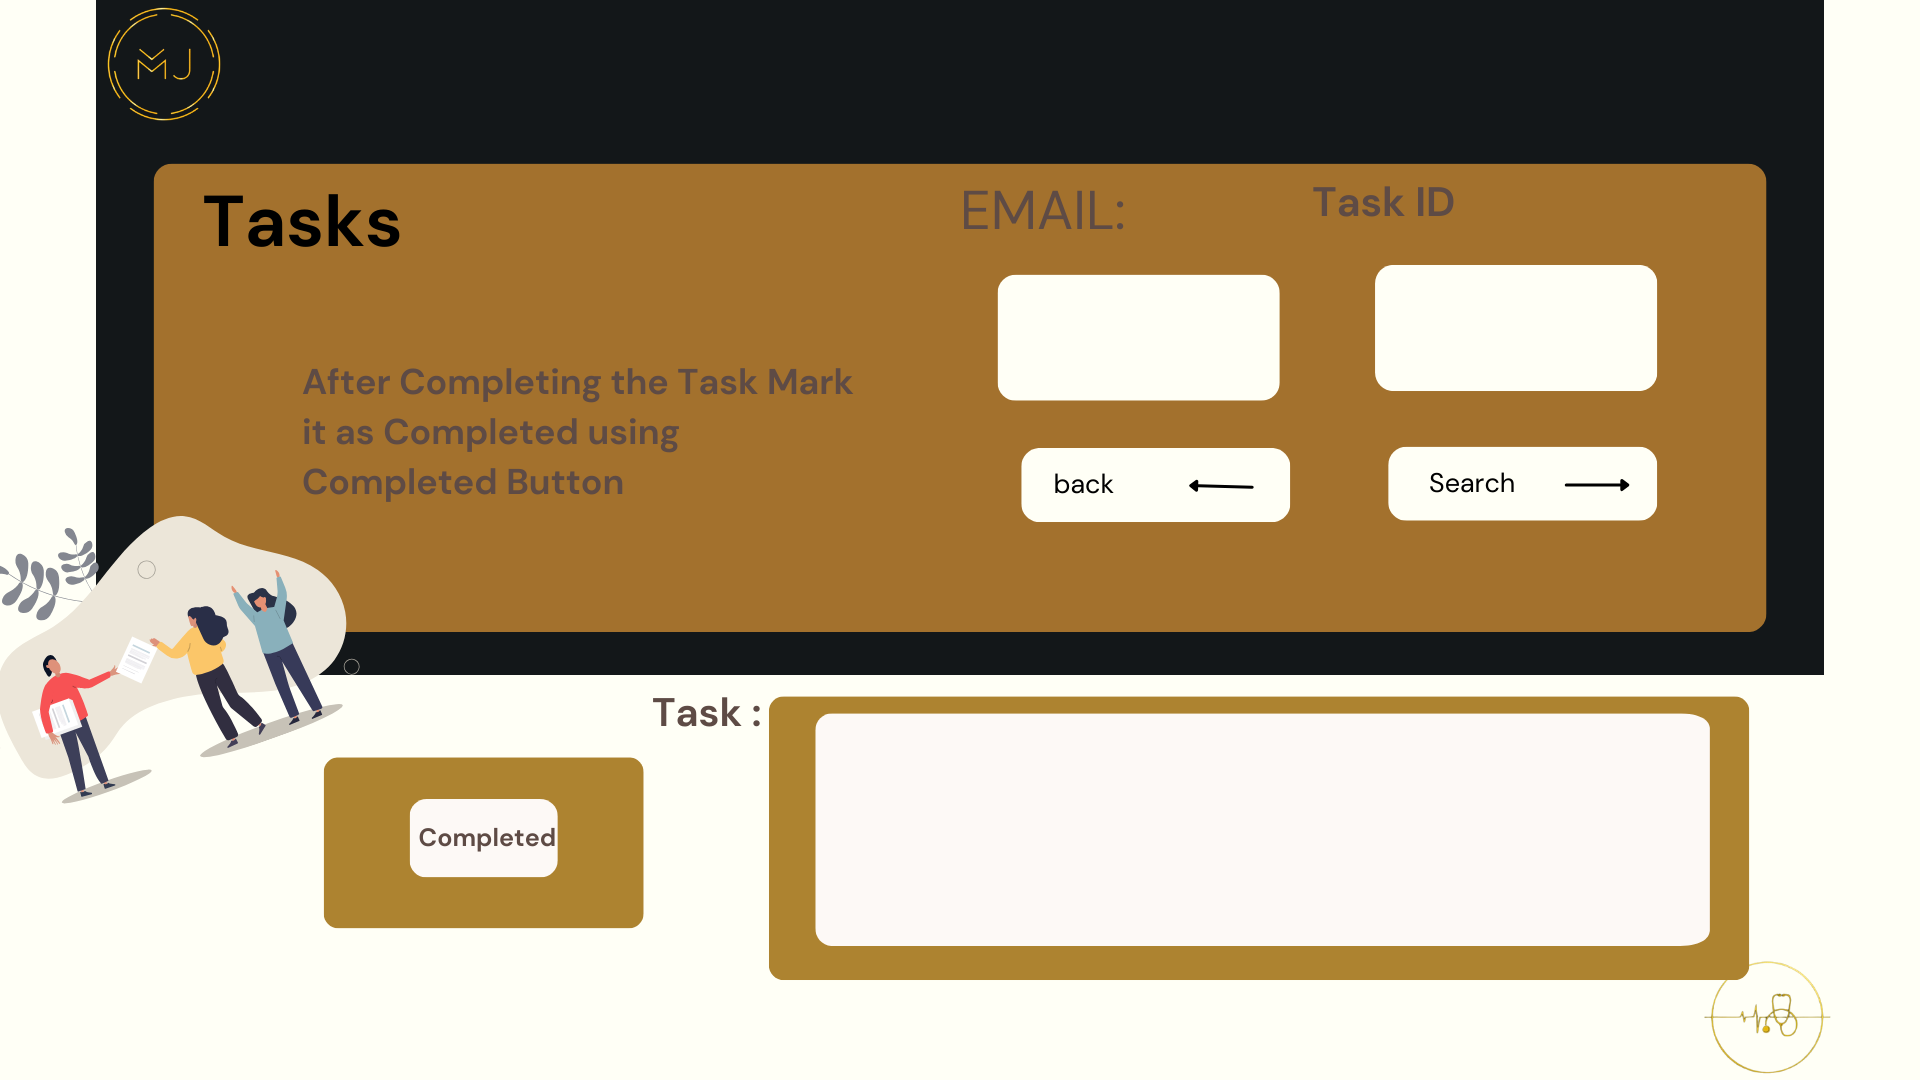 MJ
Tasks
EMAIL:
Task ID
After Completing the Task Mark
it as Completed using
Completed Button
back
Search
Task :
Completed